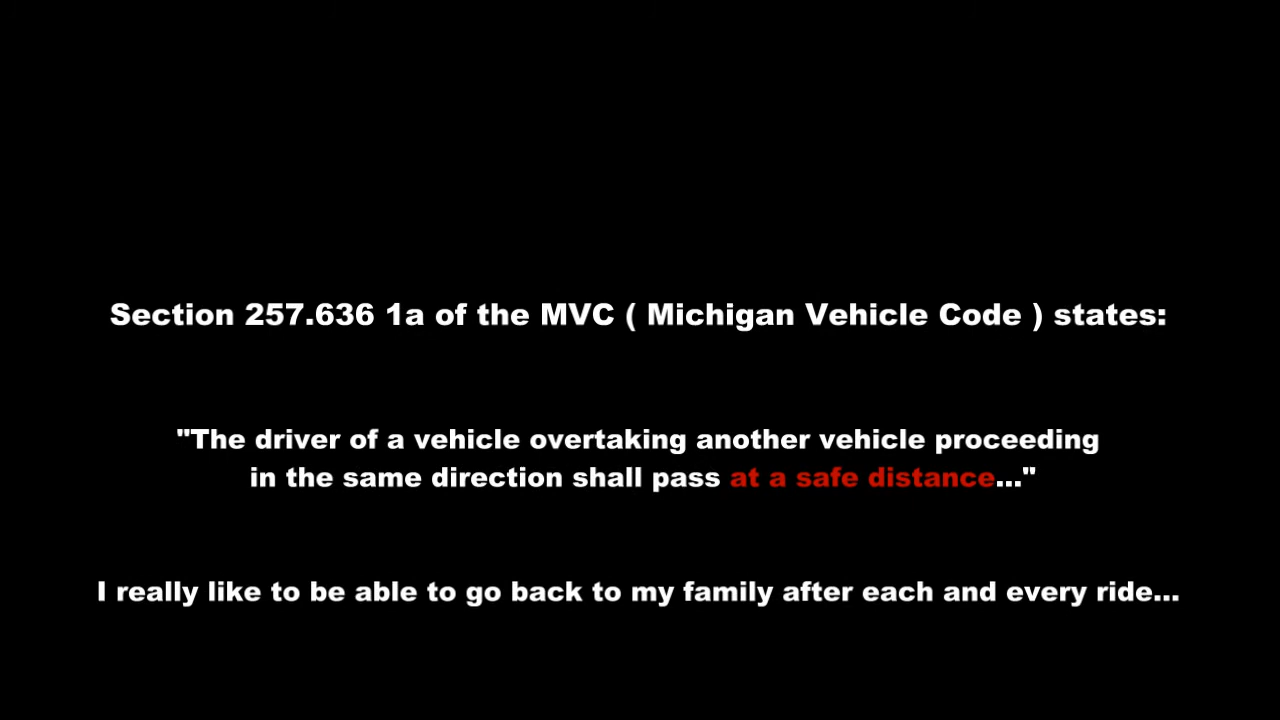 Section 257.636 1a of the MVC ( Michigan Vehicle Code ) states:
"The driver of a vehicle overtaking another vehicle proceeding
in the same direction shall pass at a safe distance..."
I really like to be able to go back to my family after each and every ride...